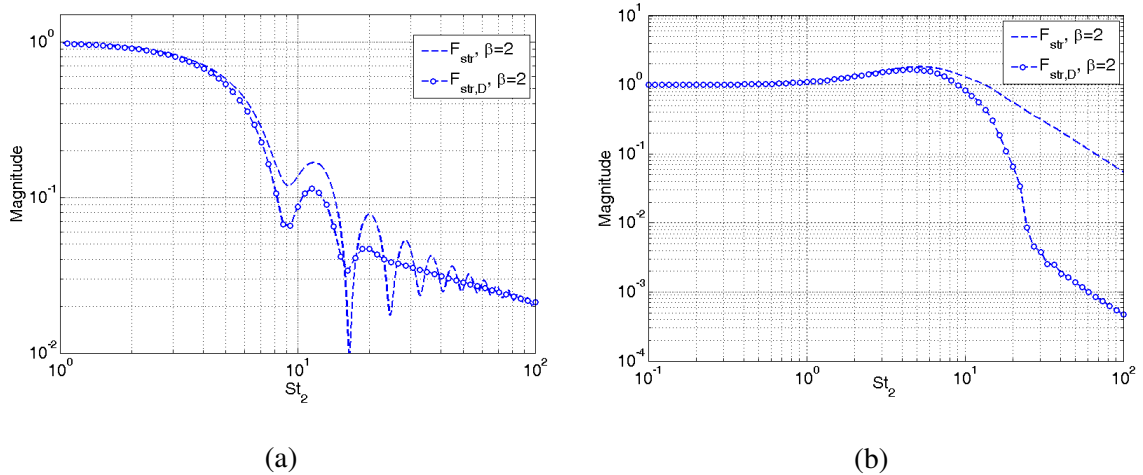 10⁰
10⁻¹
10⁻²
Magnitude
10⁰
10¹
10²
St₂
F_str, β=2
F_str,D, β=2
(a)
10¹
10⁰
10⁻¹
10⁻²
10⁻³
10⁻⁴
Magnitude
10⁻¹
10⁰
10¹
10²
St₂
F_str, β=2
F_str,D, β=2
(b)